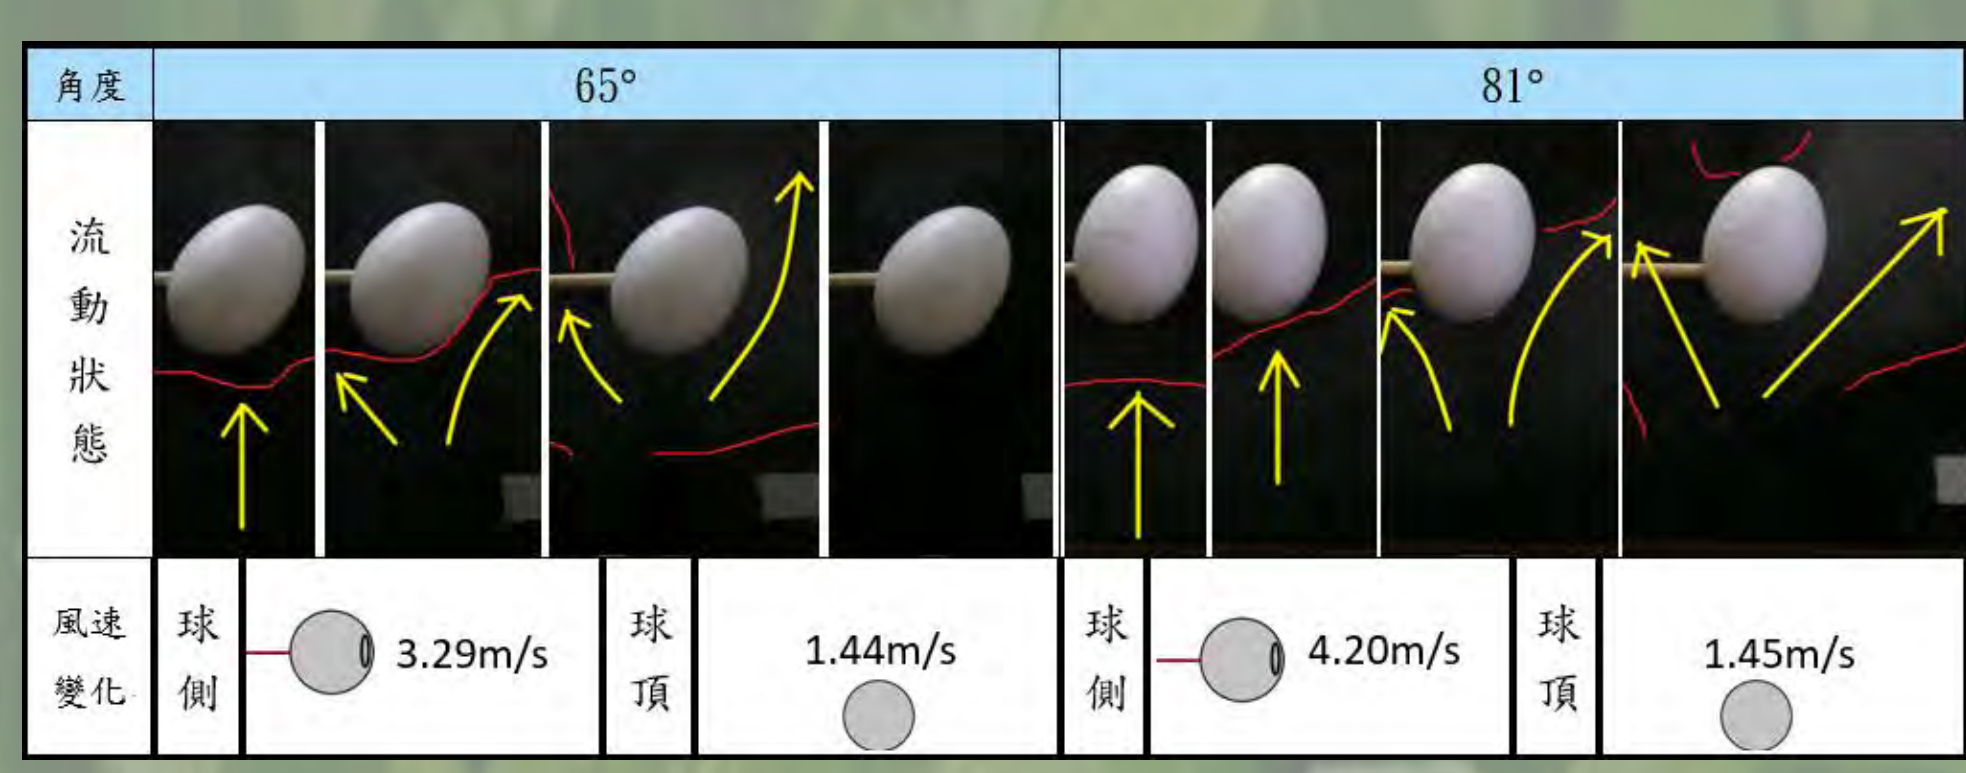 角度 65° 81°
流動狀態
風速變化 球側 3.29m/s 球頂 1.44m/s 球側 4.20m/s 球頂 1.45m/s